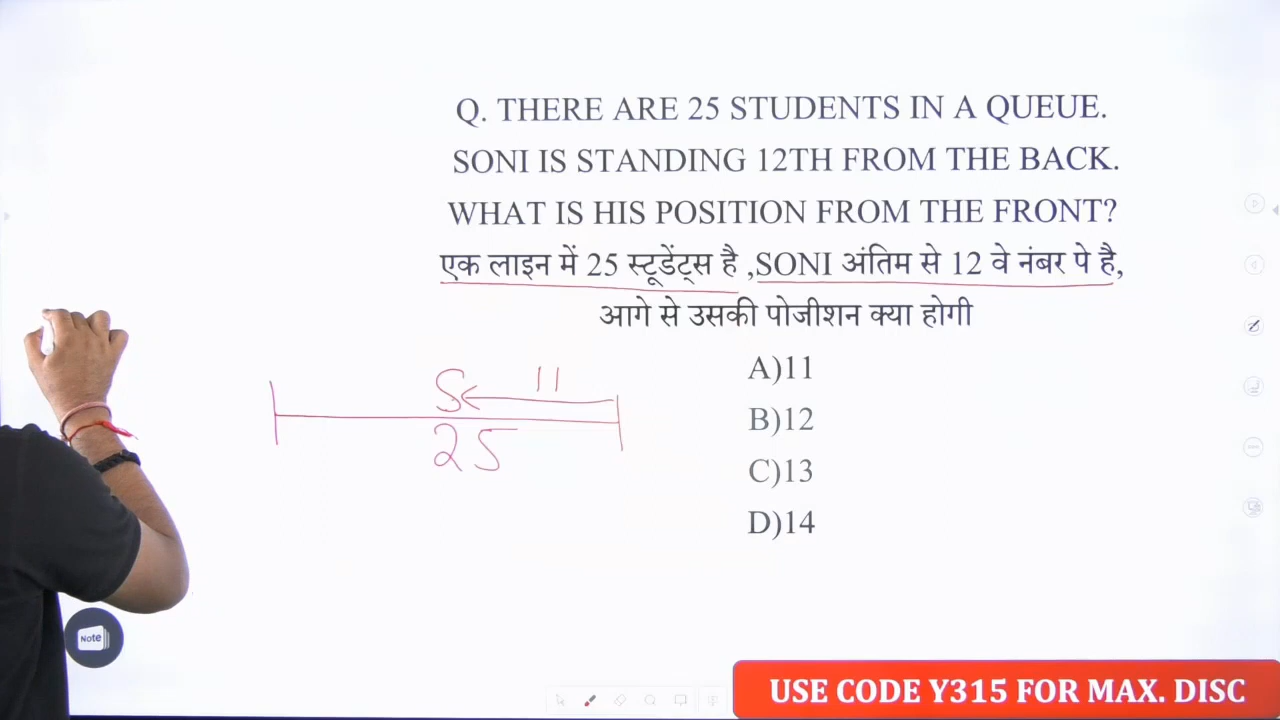 Q. THERE ARE 25 STUDENTS IN A QUEUE.
SONI IS STANDING 12TH FROM THE BACK.
WHAT IS HIS POSITION FROM THE FRONT?
एक लाइन में 25 स्टूडेंट्स है ,SONI अंतिम से 12 वे नंबर पे है,
आगे से उसकी पोजीशन क्या होगी
A)11
B)12
C)13
D)14
S 11
25
Note
USE CODE Y315 FOR MAX. DISC